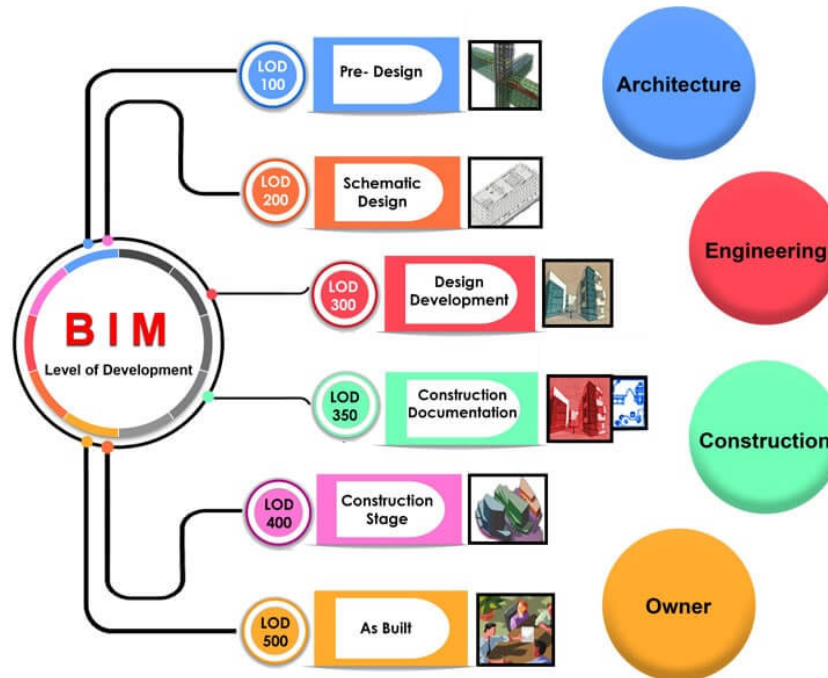 LOD
100
Pre- Design
LOD
200
Schematic
Design
LOD
300
Design
Development
LOD
350
Construction
Documentation
LOD
400
Construction
Stage
LOD
500
As Built
BIM
Level of Development
Architecture
Engineering
Construction
Owner